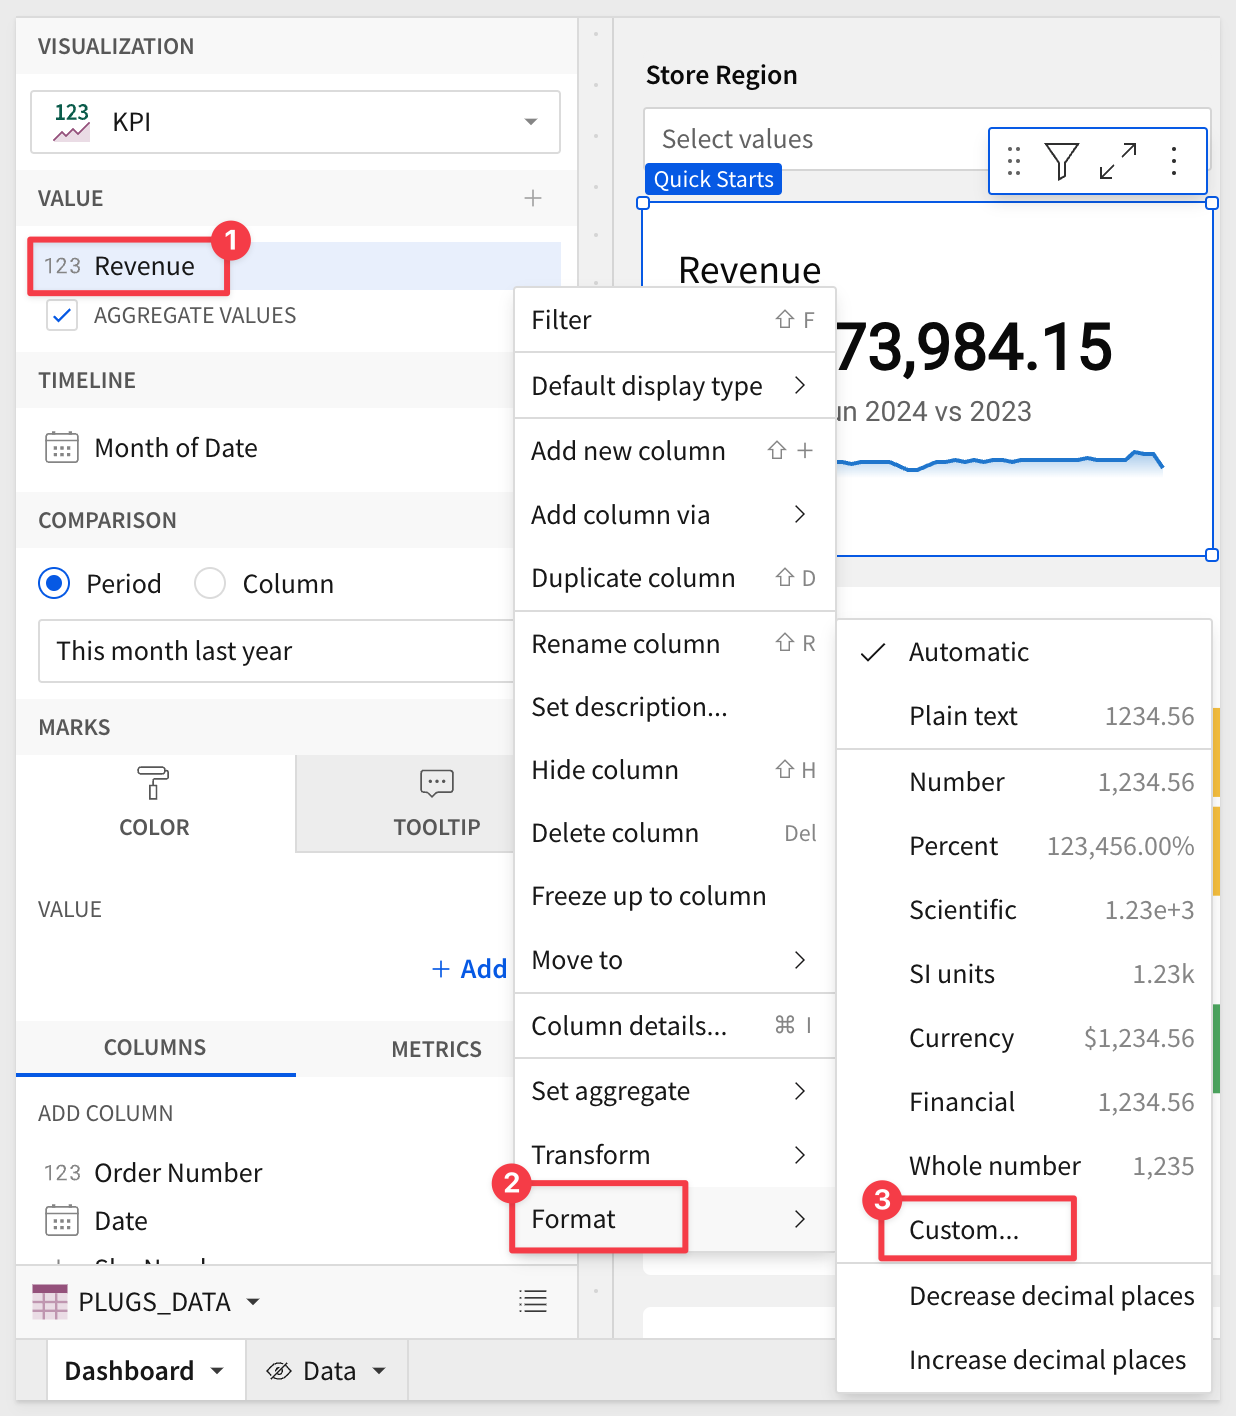 VISUALIZATION
123
KPI
VALUE
1
123 Revenue
AGGREGATE VALUES
TIMELINE
Month of Date
COMPARISON
Period
Column
This month last year
MARKS
COLOR
TOOLTIP
VALUE
+ Add
COLUMNS
METRICS
ADD COLUMN
123 Order Number
Date
PLUGS_DATA
Dashboard
Data
Store Region
Select values
Quick Starts
Revenue
73,984.15
2024 vs 2023
Filter ⇧ F
Default display type
Add new column ⇧ +
Add column via
Duplicate column ⇧ D
Rename column ⇧ R
Set description...
Hide column ⇧ H
Delete column Del
Freeze up to column
Move to
Column details... ⌘ I
Set aggregate
Transform
2
Format
Automatic
Plain text 1234.56
Number 1,234.56
Percent 123,456.00%
Scientific 1.23e+3
SI units 1.23k
Currency $1,234.56
Financial 1,234.56
Whole number 1,235
3
Custom...
Decrease decimal places
Increase decimal places